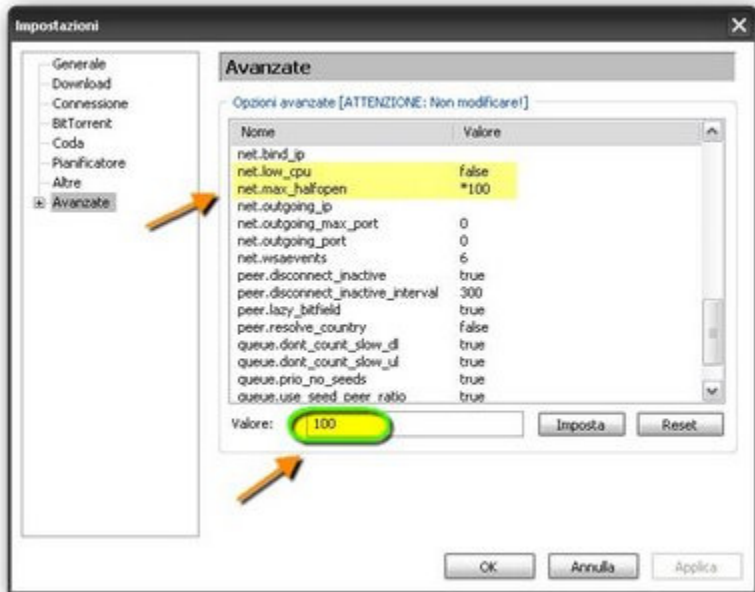 Impostazioni
Generale
Download
Connessione
BitTorrent
Coda
Pianificatore
Altre
Avanzate
Avanzate
Opzioni avanzate [ATTENZIONE: Non modificare!]
Nome Valore
net.bind_ip
net.low_cpu false
net.max_halfopen *100
net.outgoing_ip
net.outgoing_max_port 0
net.outgoing_port 0
net.wsaevents 6
peer.disconnect_inactive true
peer.disconnect_inactive_interval 300
peer.lazy_bitfield true
peer.resolve_country false
queue.dont_count_slow_dl true
queue.dont_count_slow_ul true
queue.prio_no_seeds true
queue.use_seed_peer_ratio true
Valore: 100 Imposta Reset
OK Annulla Applica